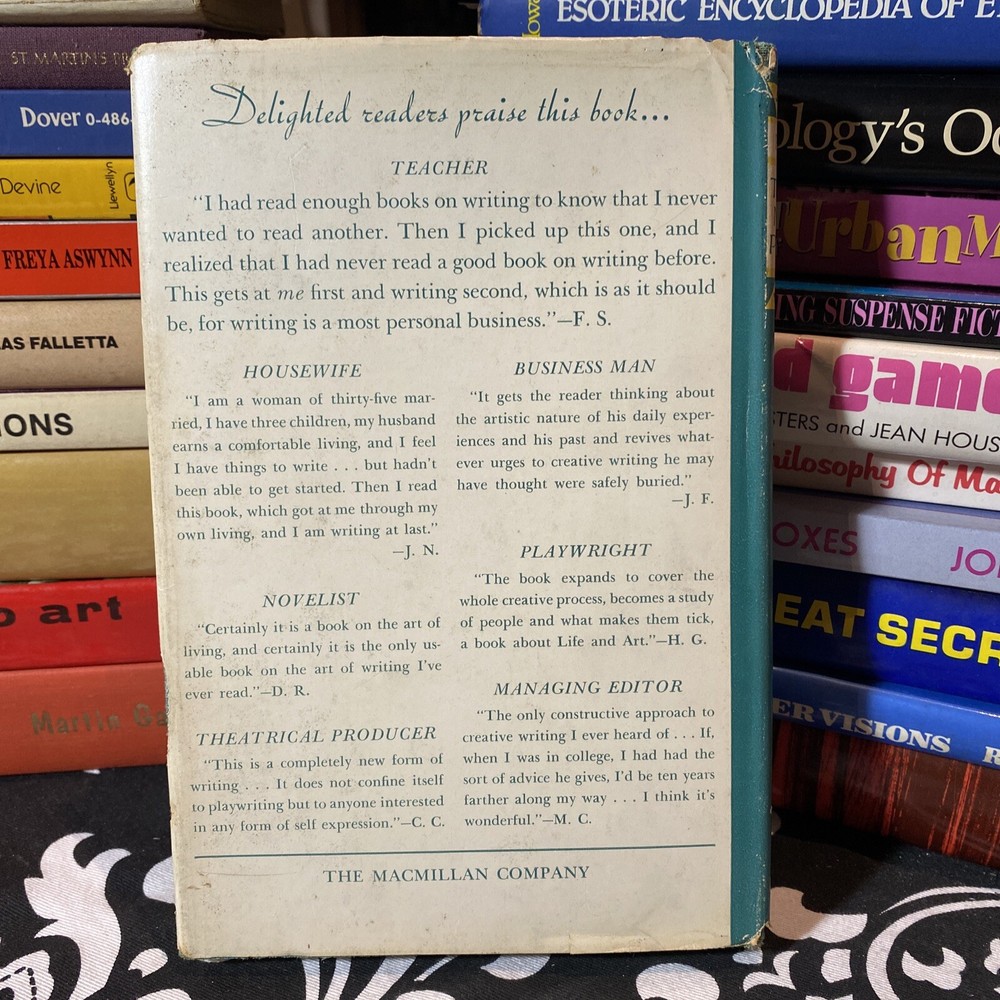 Delighted readers praise this book...
TEACHER
"I had read enough books on writing to know that I never
wanted to read another. Then I picked up this one, and I
realized that I had never read a good book on writing before.
This gets at me first and writing second, which is as it should
be, for writing is a most personal business."—F. S.
HOUSEWIFE
"I am a woman of thirty-five mar-
ried, I have three children, my husband
earns a comfortable living, and I feel
I have things to write . . . but hadn't
been able to get started. Then I read
this book, which got at me through my
own living, and I am writing at last."
—J. N.
NOVELIST
"Certainly it is a book on the art of
living, and certainly it is the only us-
able book on the art of writing I've
ever read."—D. R.
THEATRICAL PRODUCER
"This is a completely new form of
writing . . . It does not confine itself
to playwriting but to anyone interested
in any form of self expression."—C. C.
BUSINESS MAN
"It gets the reader thinking about
the artistic nature of his daily exper-
iences and his past and revives what-
ever urges to creative writing he may
have thought were safely buried."
—J. F.
PLAYWRIGHT
"The book expands to cover the
whole creative process, becomes a study
of people and what makes them tick,
a book about Life and Art."—H. G.
MANAGING EDITOR
"The only constructive approach to
creative writing I ever heard of . . . If,
when I was in college, I had had the
sort of advice he gives, I'd be ten years
farther along my way . . . I think it's
wonderful."—M. C.
THE MACMILLAN COMPANY
ST. MARTIN'S PR
Dover 0-486-
Devine
Llewellyn
FREYA ASWYNN
AS FALLETTA
IONS
o art
Martin Ga
ESOTERIC ENCYCLOPEDIA OF E
ology's Od
UrbanM
ING SUSPENSE FICT
d game
STERS and JEAN HOUS
hilosophy Of Ma
OXES JO
EAT SECR
ER VISIONS R